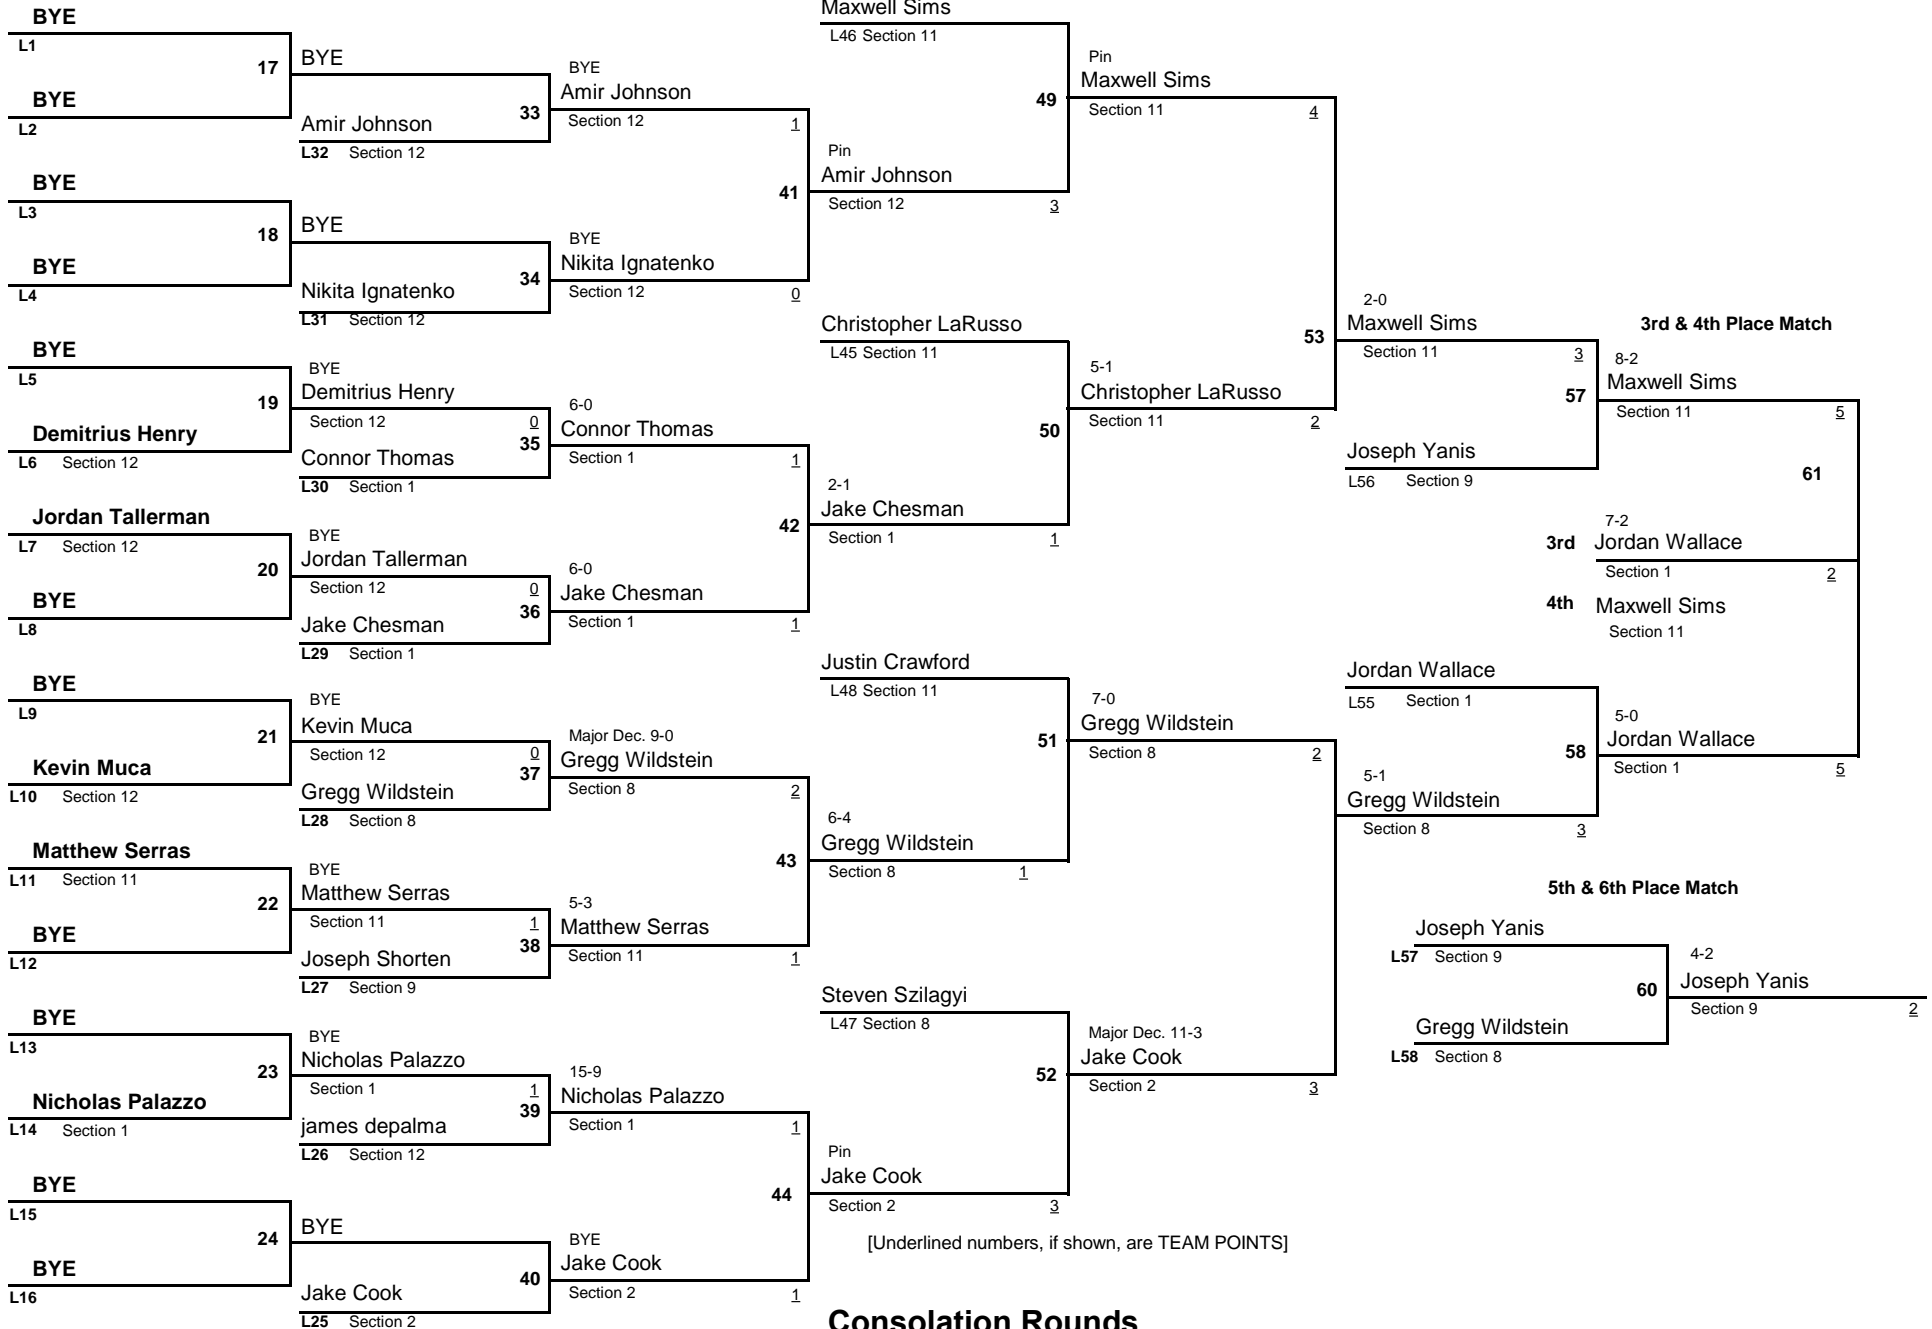 BYE
L1
17
BYE
L2
BYE
L3
18
BYE
L4
BYE
L5
19
Demitrius Henry
L6 Section 12
Jordan Tallerman
L7 Section 12
20
BYE
L8
BYE
L9
21
Kevin Muca
L10 Section 12
Matthew Serras
L11 Section 11
22
BYE
L12
BYE
L13
23
Nicholas Palazzo
L14 Section 1
BYE
L15
24
BYE
L16
BYE
33
Amir Johnson
L32 Section 12
BYE
34
Nikita Ignatenko
L31 Section 12
BYE
Demitrius Henry
Section 12 0
35
Connor Thomas
L30 Section 1
BYE
Jordan Tallerman
Section 12 0
36
Jake Chesman
L29 Section 1
BYE
Kevin Muca
Section 12 0
37
Gregg Wildstein
L28 Section 8
BYE
Matthew Serras
Section 11 1
38
Joseph Shorten
L27 Section 9
BYE
Nicholas Palazzo
Section 1 1
39
james depalma
L26 Section 12
BYE
40
Jake Cook
L25 Section 2
BYE
Amir Johnson
Section 12 1
41
BYE
Nikita Ignatenko
Section 12 0
6-0
Connor Thomas
Section 1 1
42
6-0
Jake Chesman
Section 1 1
Major Dec. 9-0
Gregg Wildstein
Section 8 2
43
5-3
Matthew Serras
Section 11 1
15-9
Nicholas Palazzo
Section 1 1
44
BYE
Jake Cook
Section 2 1
Maxwell Sims
L46 Section 11
49
Pin
Amir Johnson
Section 12 3
Christopher LaRusso
L45 Section 11
50
2-1
Jake Chesman
Section 1 1
Justin Crawford
L48 Section 11
51
6-4
Gregg Wildstein
Section 8 1
Steven Szilagyi
L47 Section 8
52
Pin
Jake Cook
Section 2 3
[Underlined numbers, if shown, are TEAM POINTS]
Consolation Rounds
Pin
Maxwell Sims
Section 11 4
53
5-1
Christopher LaRusso
Section 11 2
7-0
Gregg Wildstein
Section 8 2
Major Dec. 11-3
Jake Cook
Section 2 3
2-0
Maxwell Sims
Section 11 3
57
Joseph Yanis
L56 Section 9
Jordan Wallace
L55 Section 1
58
5-1
Gregg Wildstein
Section 8 3
3rd & 4th Place Match
8-2
Maxwell Sims
Section 11 5
61
7-2
3rd Jordan Wallace
Section 1 2
4th Maxwell Sims
Section 11
5-0
Jordan Wallace
Section 1 5
5th & 6th Place Match
Joseph Yanis
L57 Section 9
60
Gregg Wildstein
L58 Section 8
4-2
Joseph Yanis
Section 9 2